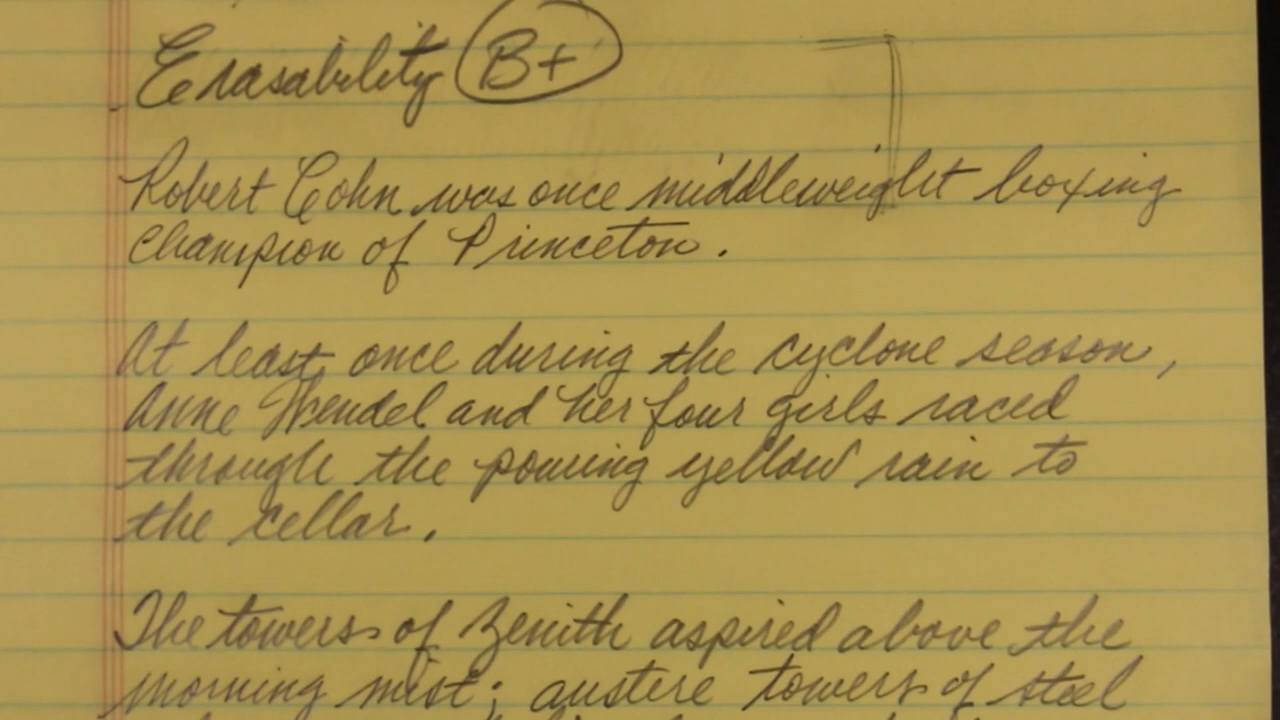 Erasability B+
Robert Cohn was once middleweight boxing
champion of Princeton.
At least once during the cyclone season,
Anne Wendel and her four girls raced
through the pouring yellow rain to
the cellar.
The towers of Zenith aspired above the
morning mist; austere towers of steel